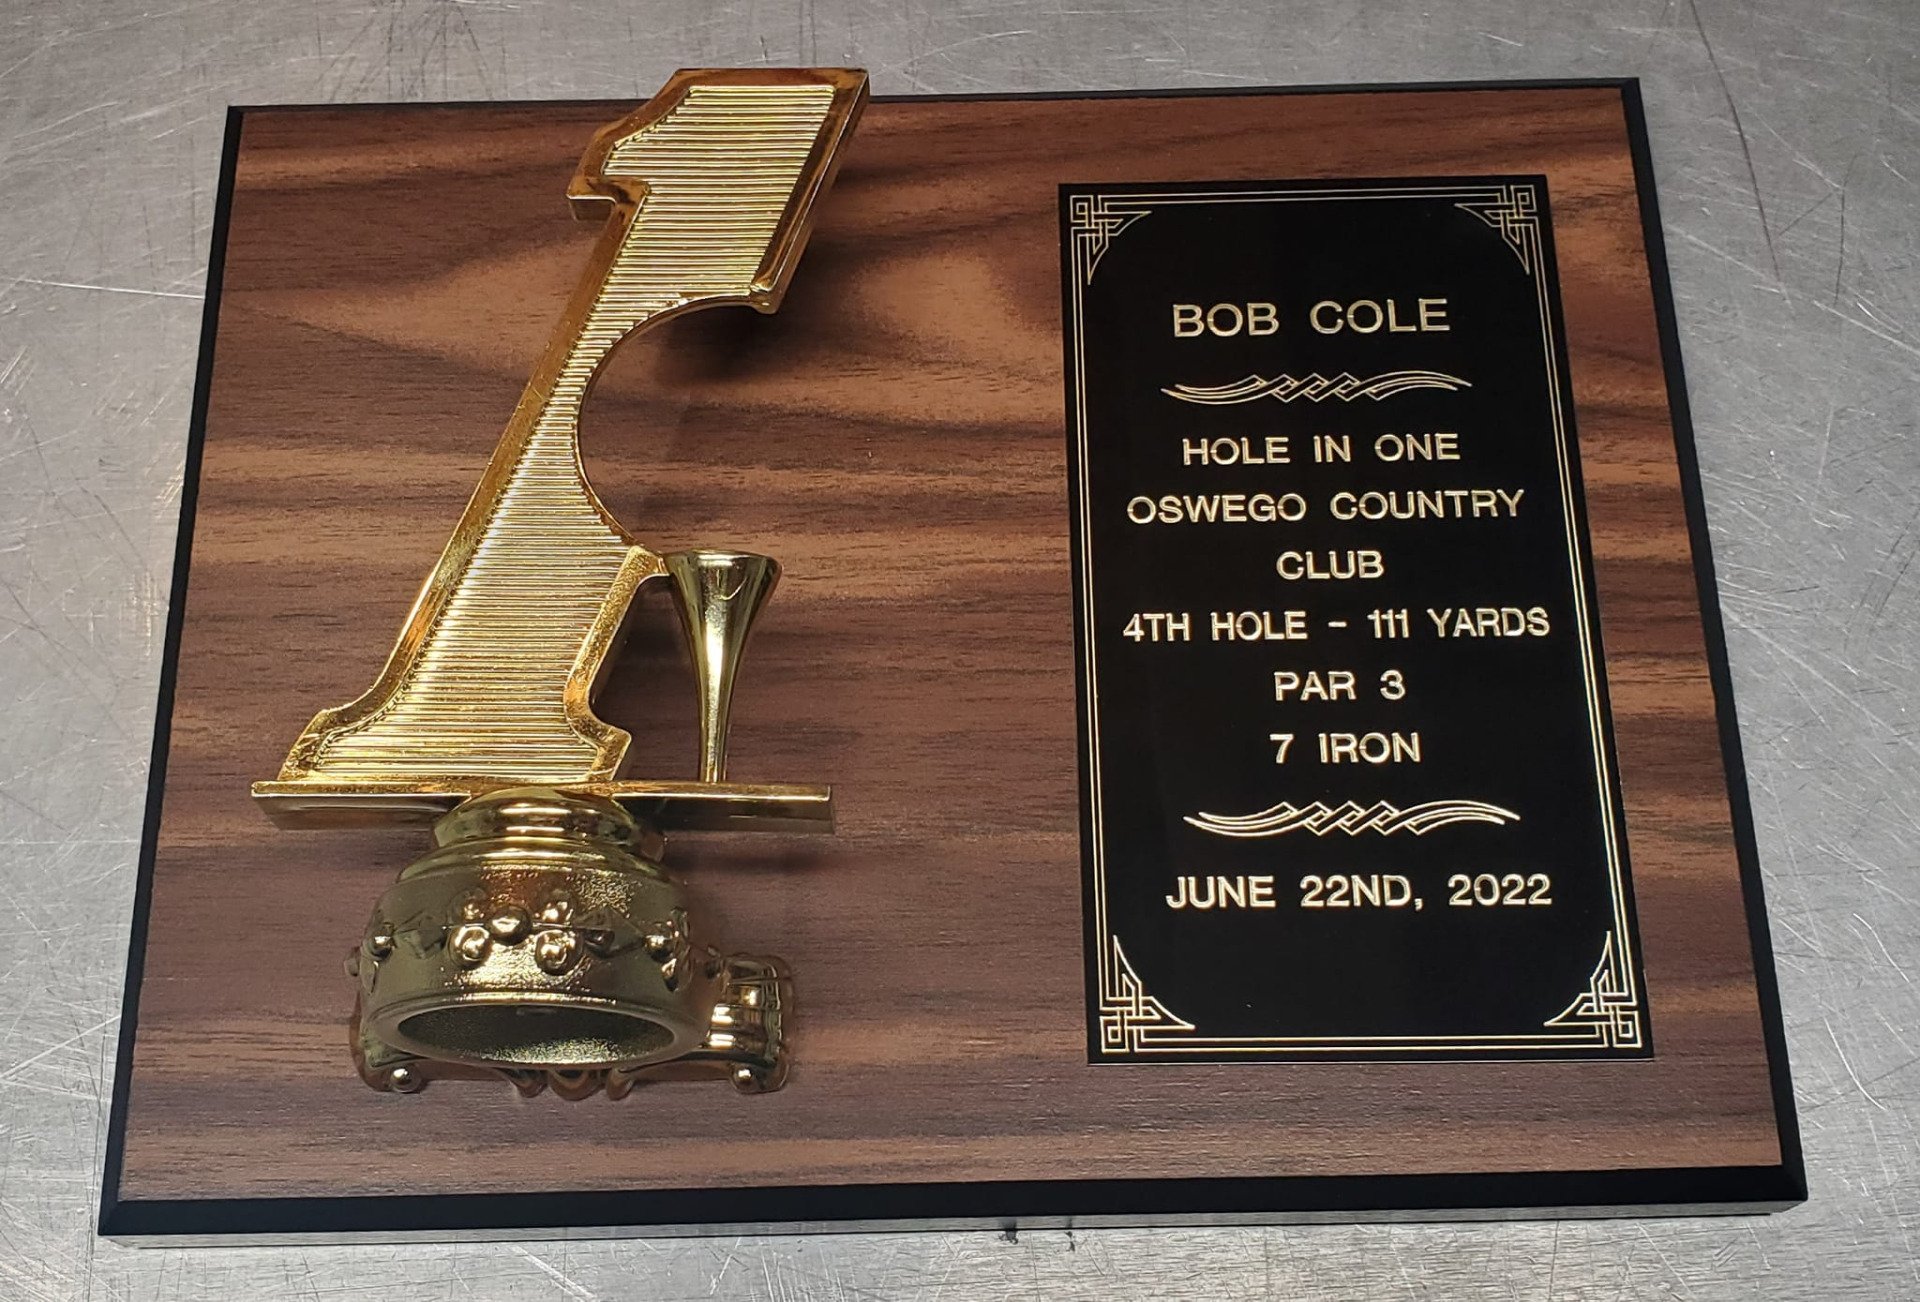 1
BOB COLE
HOLE IN ONE
OSWEGO COUNTRY
CLUB
4TH HOLE - 111 YARDS
PAR 3
7 IRON
JUNE 22ND, 2022